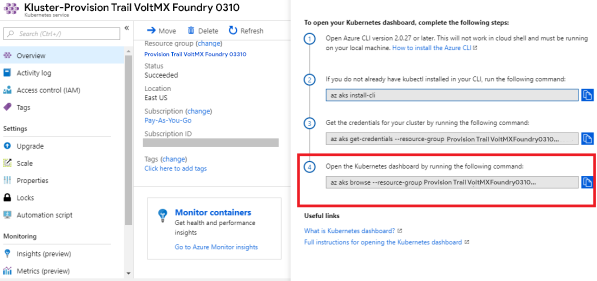 Kluster-Provision Trail VoltMX Foundry 0310
Kubernetes service
Search (Ctrl+/)
Overview
Activity log
Access control (IAM)
Tags
Settings
Upgrade
Scale
Properties
Locks
Automation script
Monitoring
Insights (preview)
Metrics (preview)
Move
Delete
Refresh
Resource group (change)
Provision Trail VoltMX Foundry 03310
Status
Succeeded
Location
East US
Subscription (change)
Pay-As-You-Go
Subscription ID
Tags (change)
Click here to add tags
Monitor containers
Get health and performance
insights
Go to Azure Monitor insights
To open your Kubernetes dashboard, complete the following steps:
1
Open Azure CLI version 2.0.27 or later. This will not work in cloud shell and must be running
on your local machine. How to install the Azure CLI
2
If you do not already have kubectl installed in your CLI, run the following command:
az aks install-cli
3
Get the credentials for your cluster by running the following command:
az aks get-credentials --resource-group Provision Trail VoltMXFoundry0310...
4
Open the Kubernetes dashboard by running the following command:
az aks browse --resource-group Provision Trail VoltMXFoundry0310...
Useful links
What is Kubernetes dashboard?
Full instructions for opening the Kubernetes dashboard